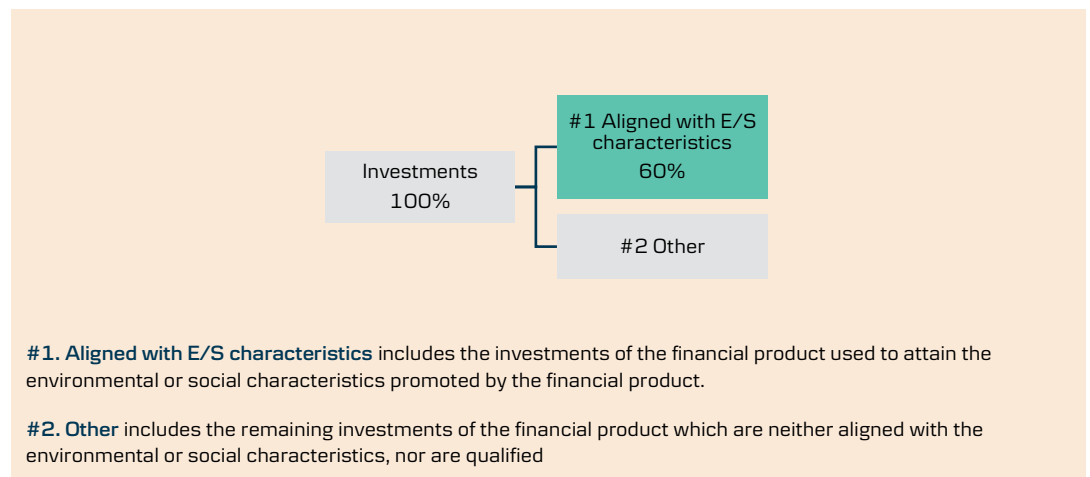 Investments
100%
#1 Aligned with E/S
characteristics
60%
#2 Other
#1. Aligned with E/S characteristics includes the investments of the financial product used to attain the
environmental or social characteristics promoted by the financial product.
#2. Other includes the remaining investments of the financial product which are neither aligned with the
environmental or social characteristics, nor are qualified